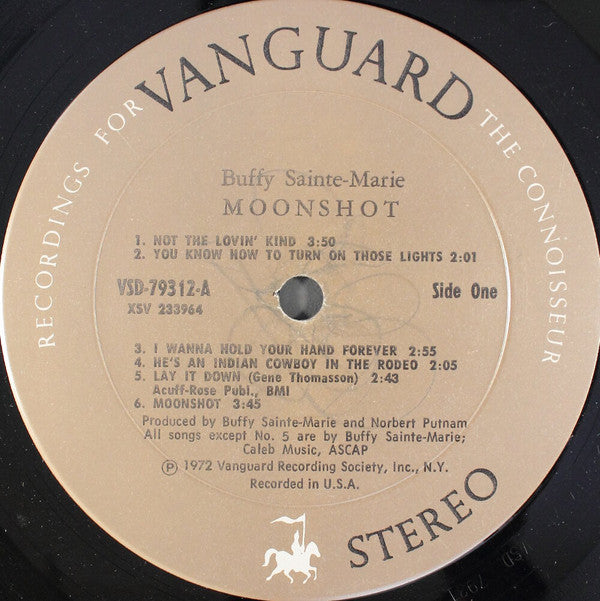 VANGUARD
RECORDINGS FOR THE CONNOISSEUR
Buffy Sainte-Marie
MOONSHOT
1. NOT THE LOVIN' KIND 3:50
2. YOU KNOW HOW TO TURN ON THOSE LIGHTS 2:01
VSD-79312-A Side One
XSV 233964
3. I WANNA HOLD YOUR HAND FOREVER 2:55
4. HE'S AN INDIAN COWBOY IN THE RODEO 2:05
5. LAY IT DOWN (Gene Thomasson) 2:43
Acuff-Rose Publ., BMI
6. MOONSHOT 3:45
Produced by Buffy Sainte-Marie and Norbert Putnam
All songs except No. 5 are by Buffy Sainte-Marie;
Caleb Music, ASCAP
Ⓟ 1972 Vanguard Recording Society, Inc., N.Y.
Recorded in U.S.A.
STEREO